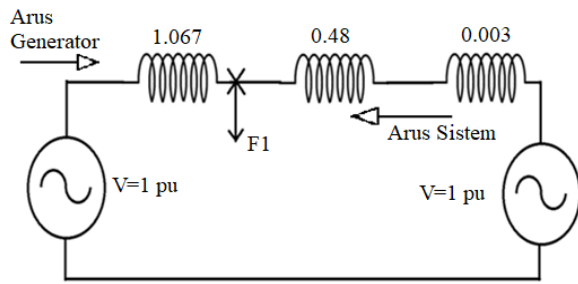 Arus
Generator
1.067
0.48
0.003
F1
Arus Sistem
V=1 pu
V=1 pu